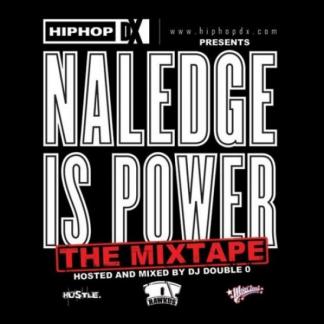 HIPHOP DX www.hiphopdx.com
PRESENTS
NALEDGE
IS POWER
THE MIXTAPE
HOSTED AND MIXED BY DJ DOUBLE 0
HUSTLE.
RAWKUS